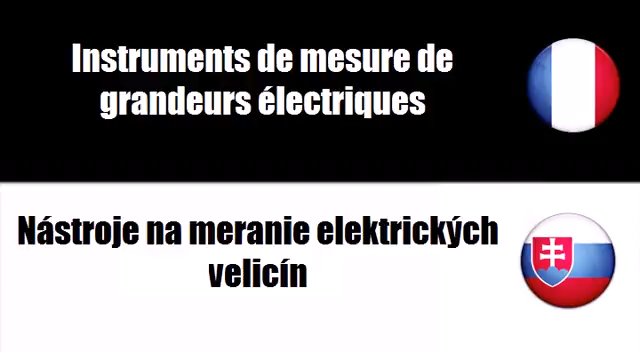 Instruments de mesure de
grandeurs électriques
Nástroje na meranie elektrických
velicín